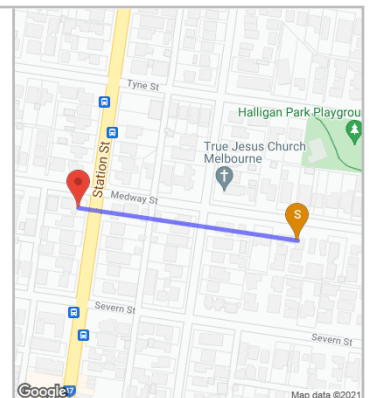 Tyne St
Halligan Park Playgrou
Station St
True Jesus Church
Melbourne
S
Medway St
Severn St
Severn St
Google
Map data ©2021